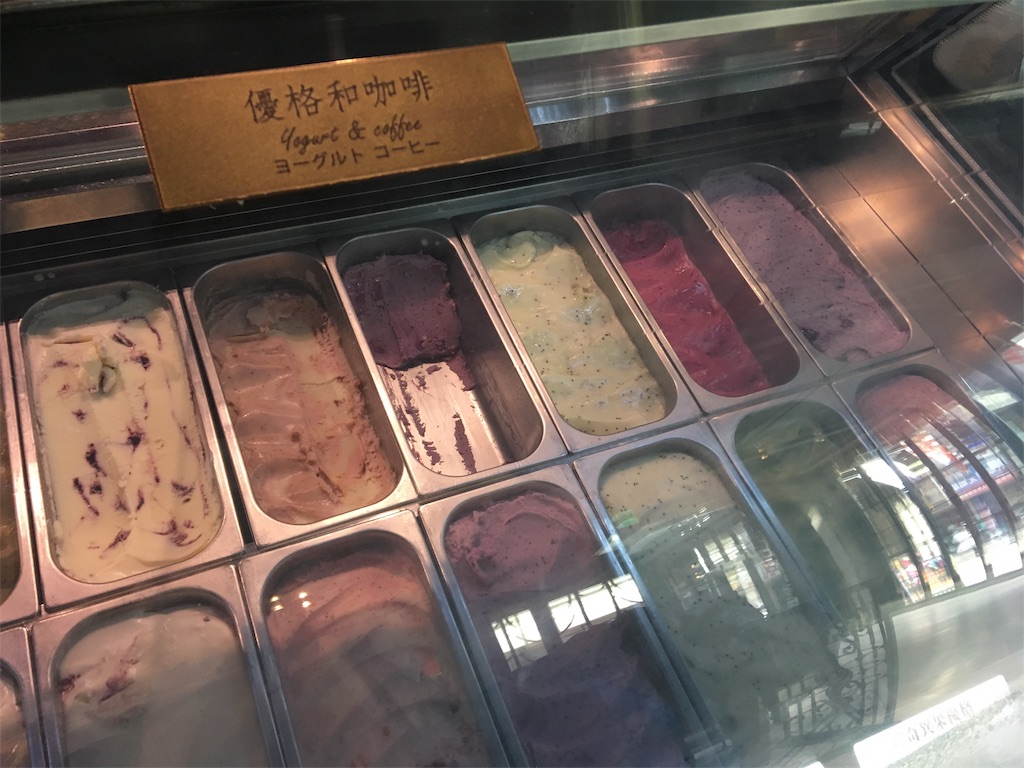 優格和咖啡
Yogurt & coffee
ヨーグルト コーヒー